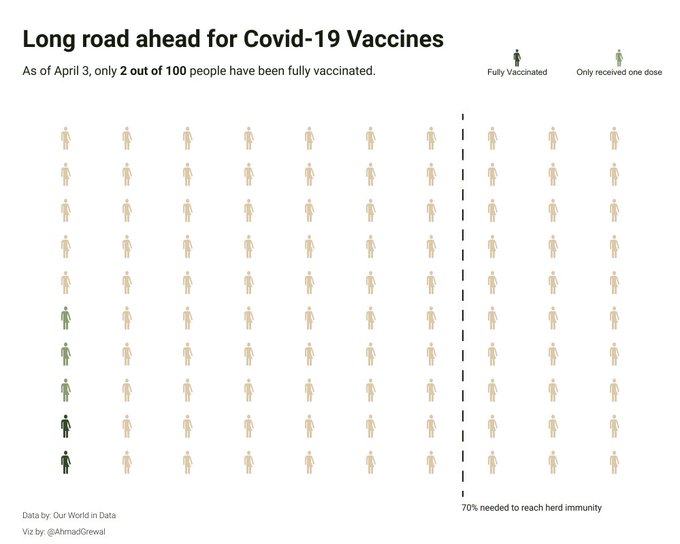 Long road ahead for Covid-19 Vaccines
As of April 3, only 2 out of 100 people have been fully vaccinated.
Fully Vaccinated
Only received one dose
70% needed to reach herd immunity
Data by: Our World in Data
Viz by: @AhmadGrewal